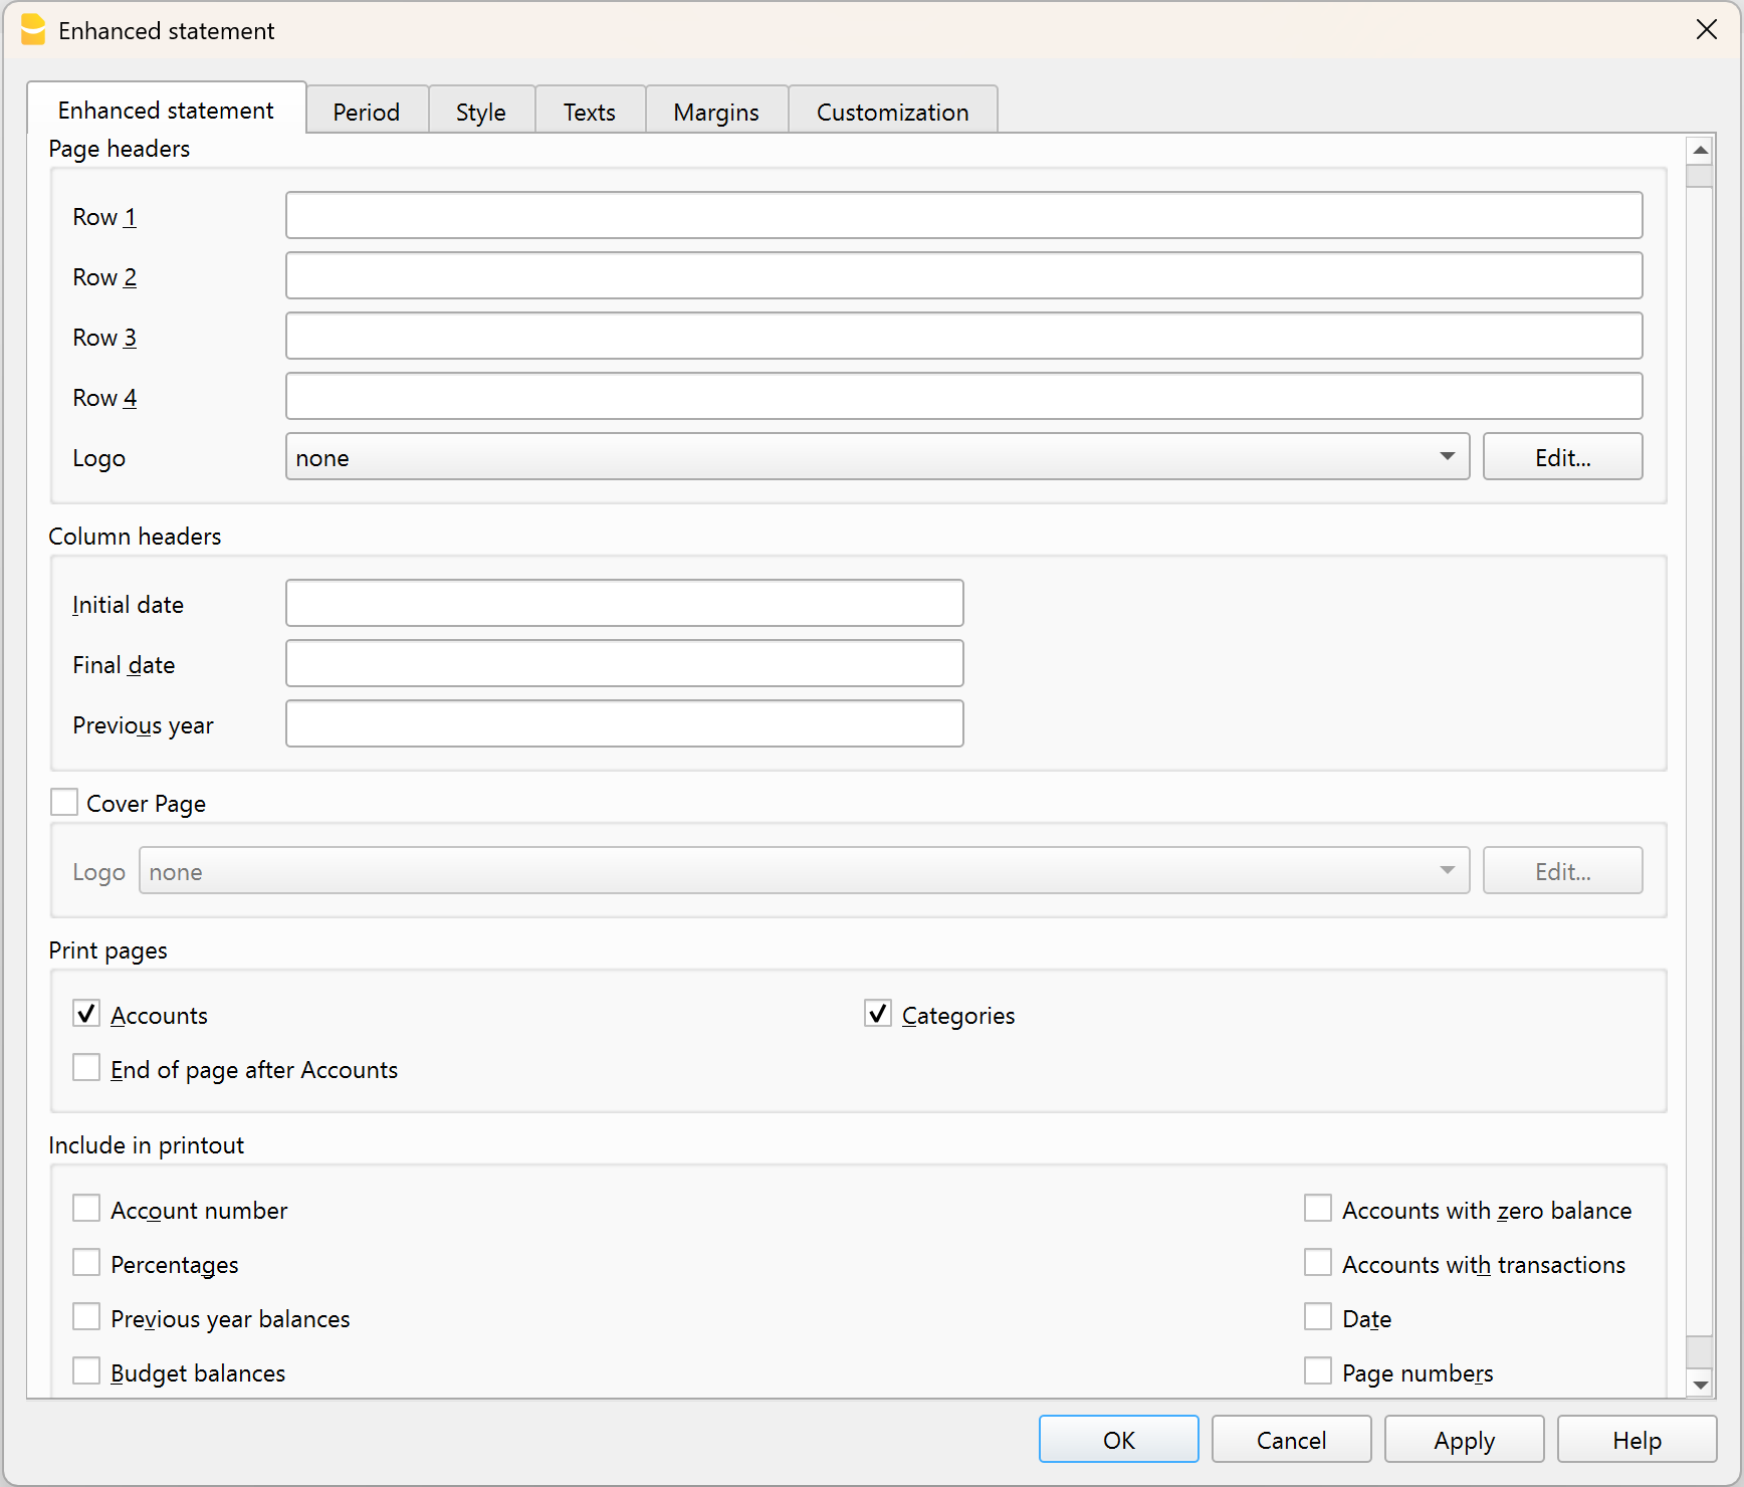 Enhanced statement
Enhanced statement Period Style Texts Margins Customization
Page headers
Row 1
Row 2
Row 3
Row 4
Logo none Edit...
Column headers
Initial date
Final date
Previous year
Cover Page
Logo none Edit...
Print pages
Accounts Categories
End of page after Accounts
Include in printout
Account number Accounts with zero balance
Percentages Accounts with transactions
Previous year balances Date
Budget balances Page numbers
OK Cancel Apply Help